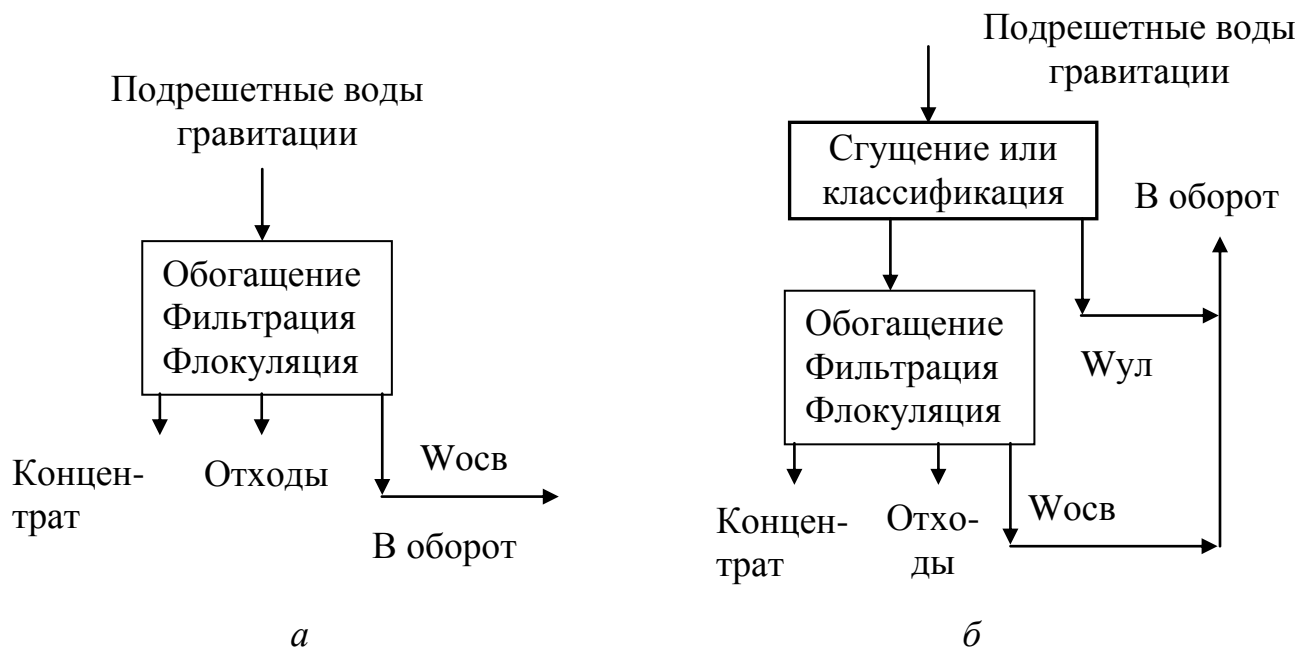 Подрешетные воды
гравитации
Обогащение
Фильтрация
Флокуляция
Концен-
трат
Отходы
Wосв
В оборот
а
Подрешетные воды
гравитации
Сгущение или
классификация
В оборот
Обогащение
Фильтрация
Флокуляция
Wул
Концен-
трат
Отхо-
ды
Wосв
б